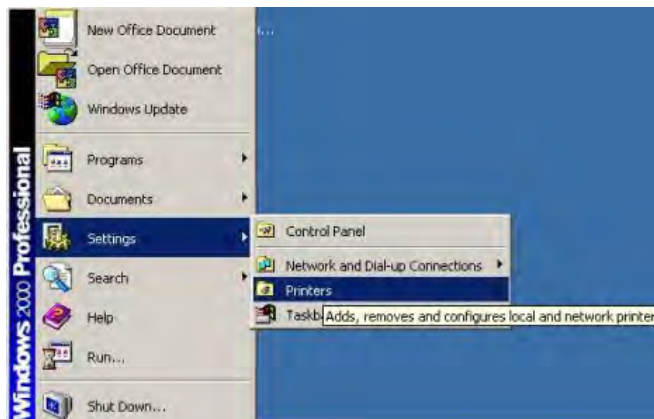 New Office Document
...
Open Office Document
Windows Update
Programs
Documents
Settings
Search
Help
Run...
Shut Down...
Windows 2000 Professional
Control Panel
Network and Dial-up Connections
Printers
Taskb
Adds, removes and configures local and network printer